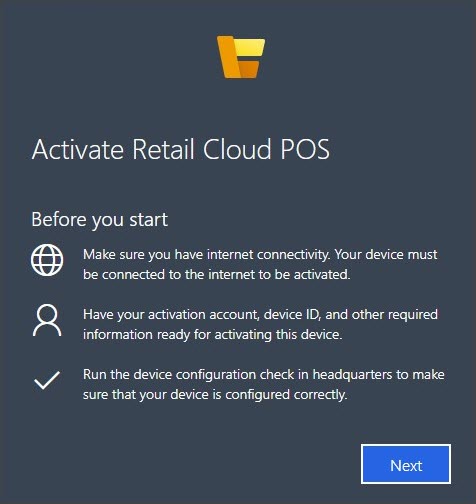 Activate Retail Cloud POS
Before you start
Make sure you have internet connectivity. Your device must
be connected to the internet to be activated.
Have your activation account, device ID, and other required
information ready for activating this device.
Run the device configuration check in headquarters to make
sure that your device is configured correctly.
Next